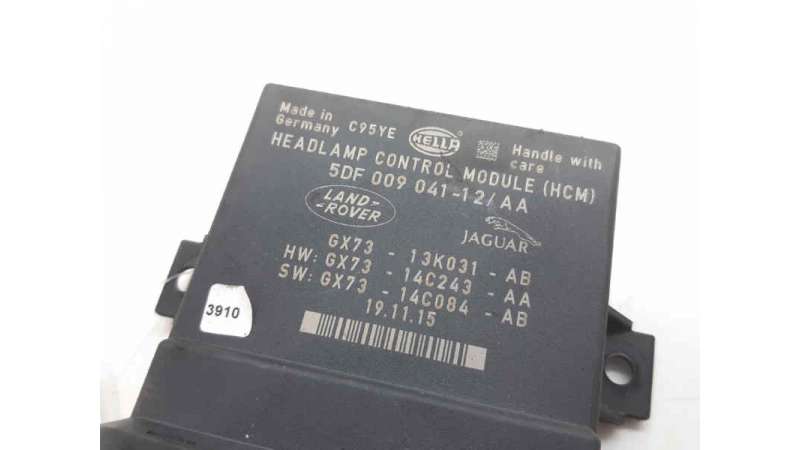 Made in
Germany C95YE HELLA Handle with
care
HEADLAMP CONTROL MODULE (HCM)
5DF 009 041-12/AA
LAND-
ROVER
JAGUAR
GX73 - 13K031 - AB
HW: GX73 - 14C243 - AA
SW: GX73 - 14C084 - AB
19.11.15
3910